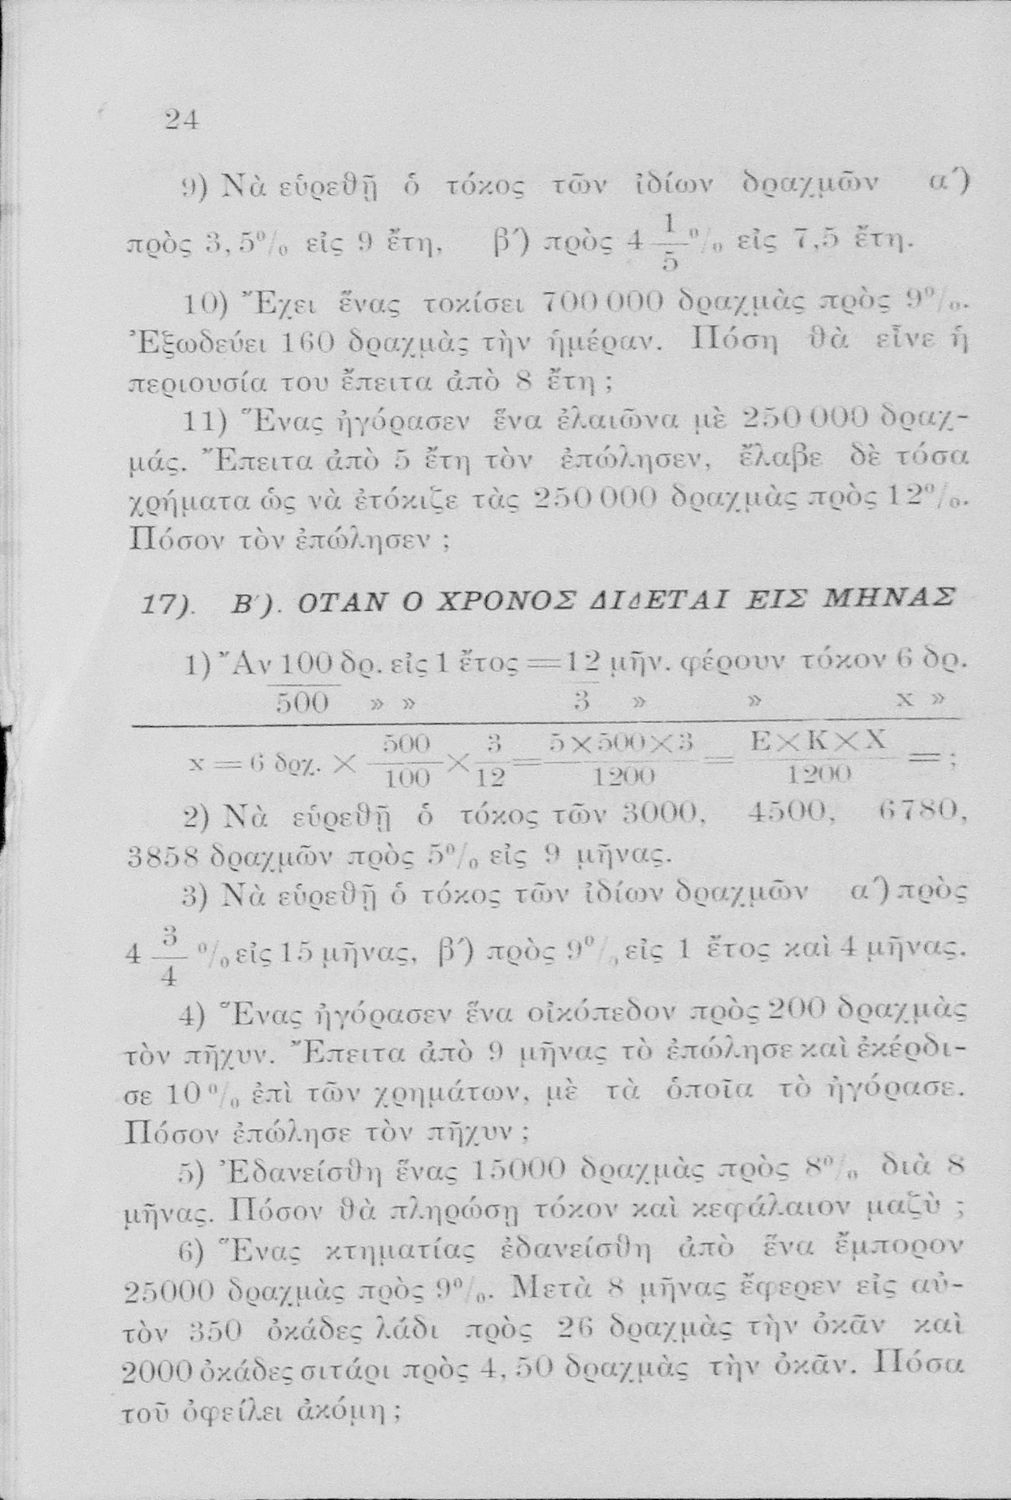 24
9) Νὰ εὑρεθῇ ὁ τόκος τῶν ἰδίων δραχμῶν α΄)
πρὸς 3,5% εἰς 9 ἔτη, β΄) πρὸς 4 1/5 % εἰς 7,5 ἔτη.
10) Ἔχει ἕνας τοκίσει 700000 δραχμὰς πρὸς 9%.
Ἐξωδεύει 160 δραχμὰς τὴν ἡμέραν. Πόση θὰ εἶνε ἡ
περιουσία του ἔπειτα ἀπὸ 8 ἔτη ;
11) Ἕνας ἠγόρασεν ἕνα ἐλαιῶνα μὲ 250000 δραχ-
μάς. Ἔπειτα ἀπὸ 5 ἔτη τὸν ἐπώλησεν, ἔλαβε δὲ τόσα
χρήματα ὡς νὰ ἐτόκιζε τὰς 250000 δραχμὰς πρὸς 12%.
Πόσον τὸν ἐπώλησεν ;
17). Β΄). ΟΤΑΝ Ο ΧΡΟΝΟΣ ΔΙΔΕΤΑΙ ΕΙΣ ΜΗΝΑΣ
1) Ἂν 100 δρ. εἰς 1 ἔτος = 12 μῆν. φέρουν τόκον 6 δρ.
500 » » 3 » » x »
x = 6 δρχ. × 500/100 × 3/12 = 5×500×3/1200 = Ε×Κ×Χ/1200 = ;
2) Νὰ εὑρεθῇ ὁ τόκος τῶν 3000, 4500, 6780,
3858 δραχμῶν πρὸς 5% εἰς 9 μῆνας.
3) Νὰ εὑρεθῇ ὁ τόκος τῶν ἰδίων δραχμῶν α΄) πρὸς
4 3/4 % εἰς 15 μῆνας, β΄) πρὸς 9% εἰς 1 ἔτος καὶ 4 μῆνας.
4) Ἕνας ἠγόρασεν ἕνα οἰκόπεδον πρὸς 200 δραχμὰς
τὸν πῆχυν. Ἔπειτα ἀπὸ 9 μῆνας τὸ ἐπώλησε καὶ ἐκέρδι-
σε 10% ἐπὶ τῶν χρημάτων, μὲ τὰ ὁποῖα τὸ ἠγόρασε.
Πόσον ἐπώλησε τὸν πῆχυν ;
5) Ἐδανείσθη ἕνας 15000 δραχμὰς πρὸς 8% διὰ 8
μῆνας. Πόσον θὰ πληρώσῃ τόκον καὶ κεφάλαιον μαζὺ ;
6) Ἕνας κτηματίας ἐδανείσθη ἀπὸ ἕνα ἔμπορον
25000 δραχμὰς πρὸς 9%. Μετὰ 8 μῆνας ἔφερεν εἰς αὐ-
τὸν 350 ὀκάδες λάδι πρὸς 26 δραχμὰς τὴν ὀκᾶν καὶ
2000 ὀκάδες σιτάρι πρὸς 4,50 δραχμὰς τὴν ὀκᾶν. Πόσα
τοῦ ὀφείλει ἀκόμη ;